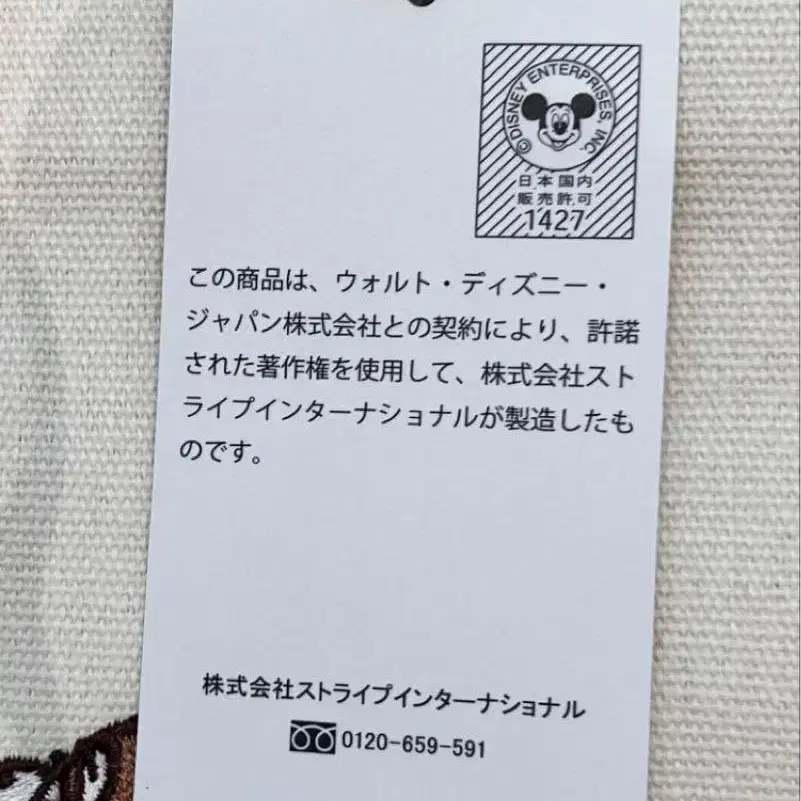 ©DISNEY ENTERPRISES, INC.
日本国内
販売許可
1427
この商品は、ウォルト・ディズニー・
ジャパン株式会社との契約により、許諾
された著作権を使用して、株式会社スト
ライプインターナショナルが製造したも
のです。
株式会社ストライプインターナショナル
0120-659-591